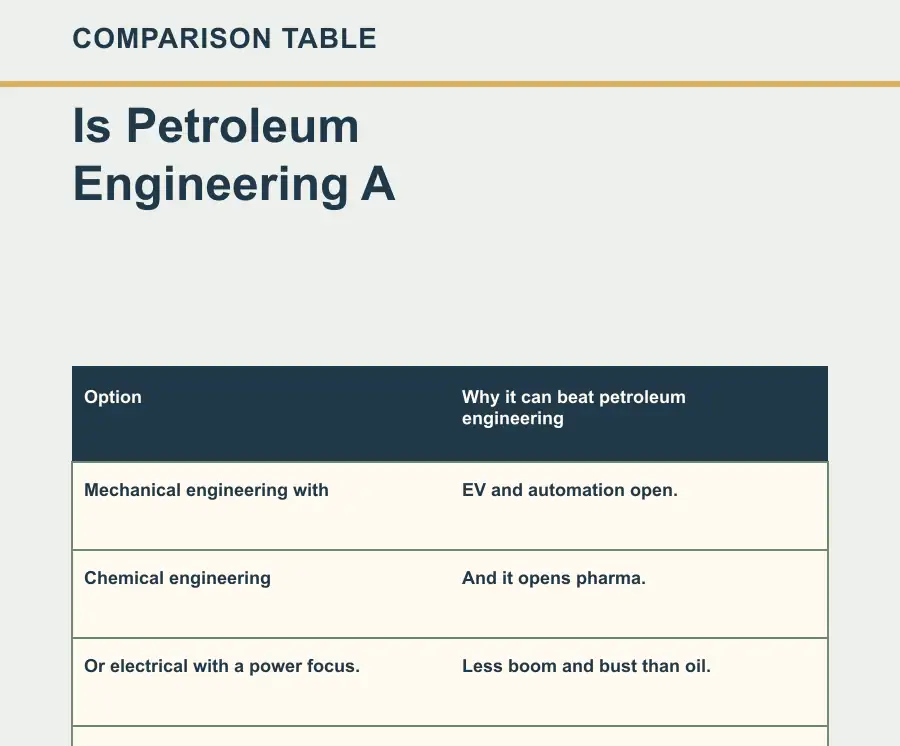 COMPARISON TABLE
Is Petroleum
Engineering A
Option
Why it can beat petroleum
engineering
Mechanical engineering with
EV and automation open.
Chemical engineering
And it opens pharma.
Or electrical with a power focus.
Less boom and bust than oil.